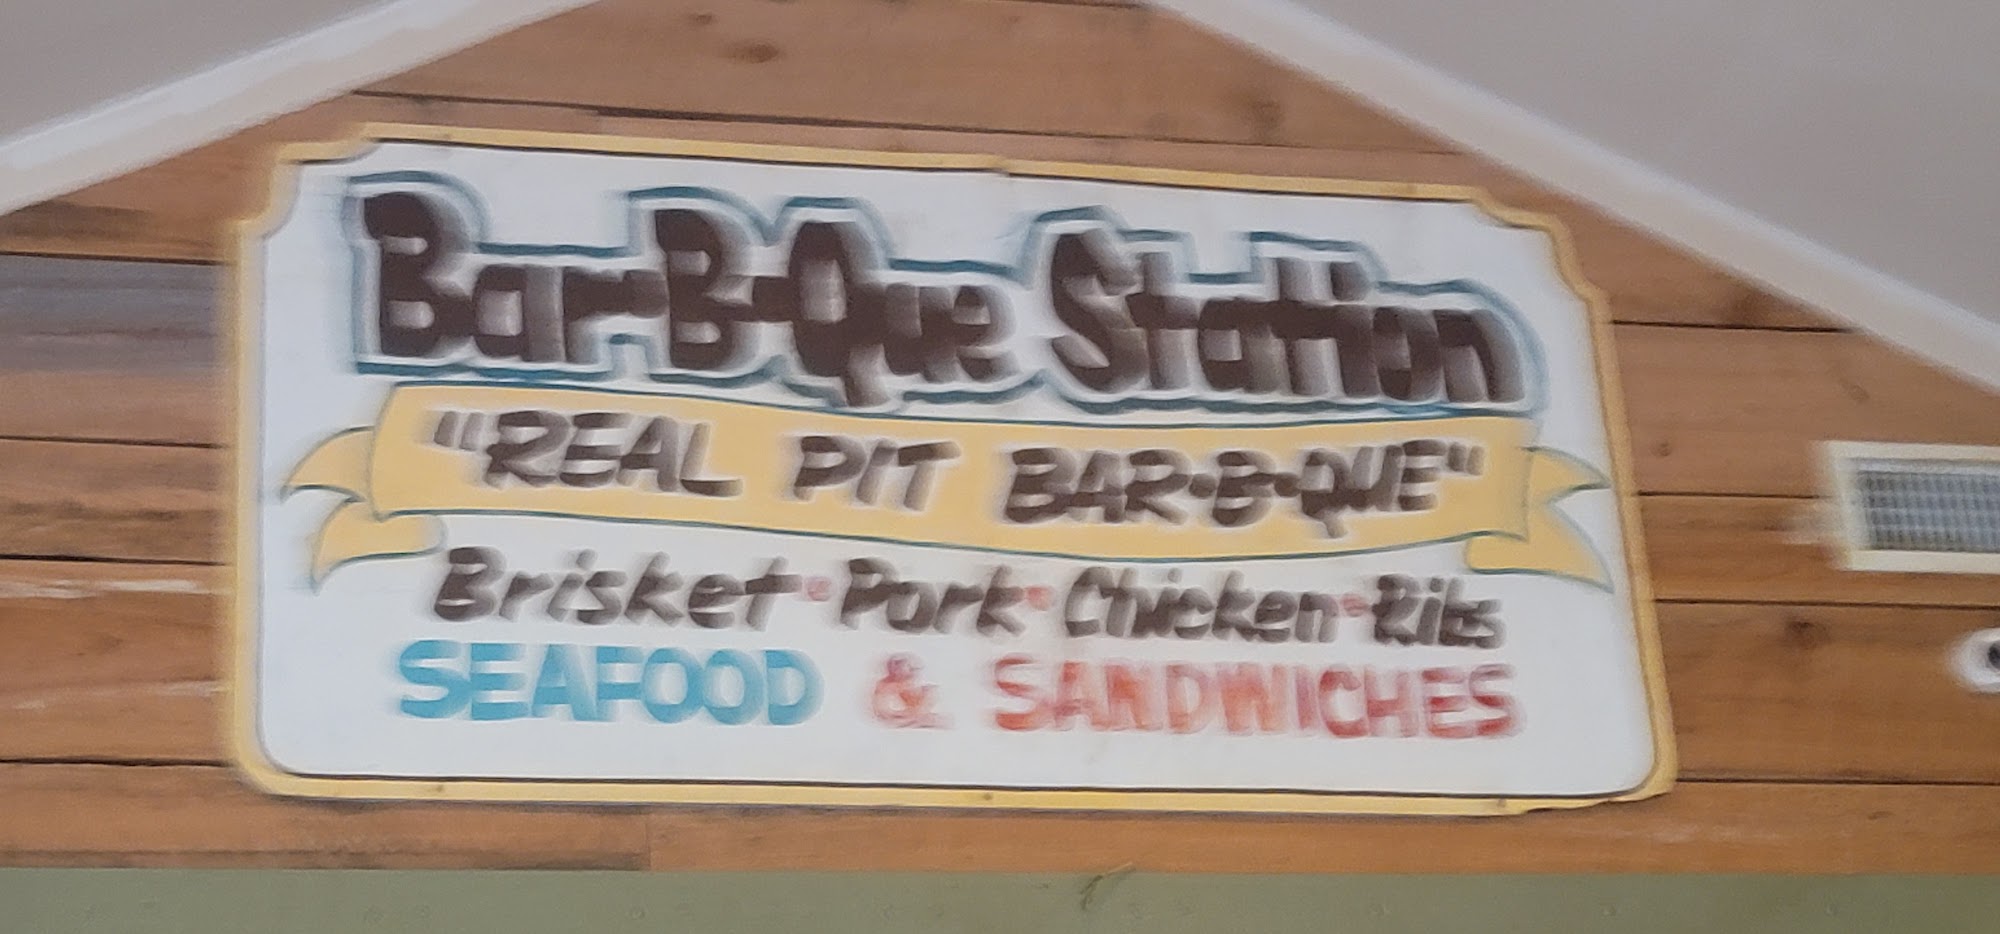 Bar-B-Que Station
"REAL PIT BAR-B-QUE"
Brisket • Pork • Chicken • Ribs
SEAFOOD & SANDWICHES